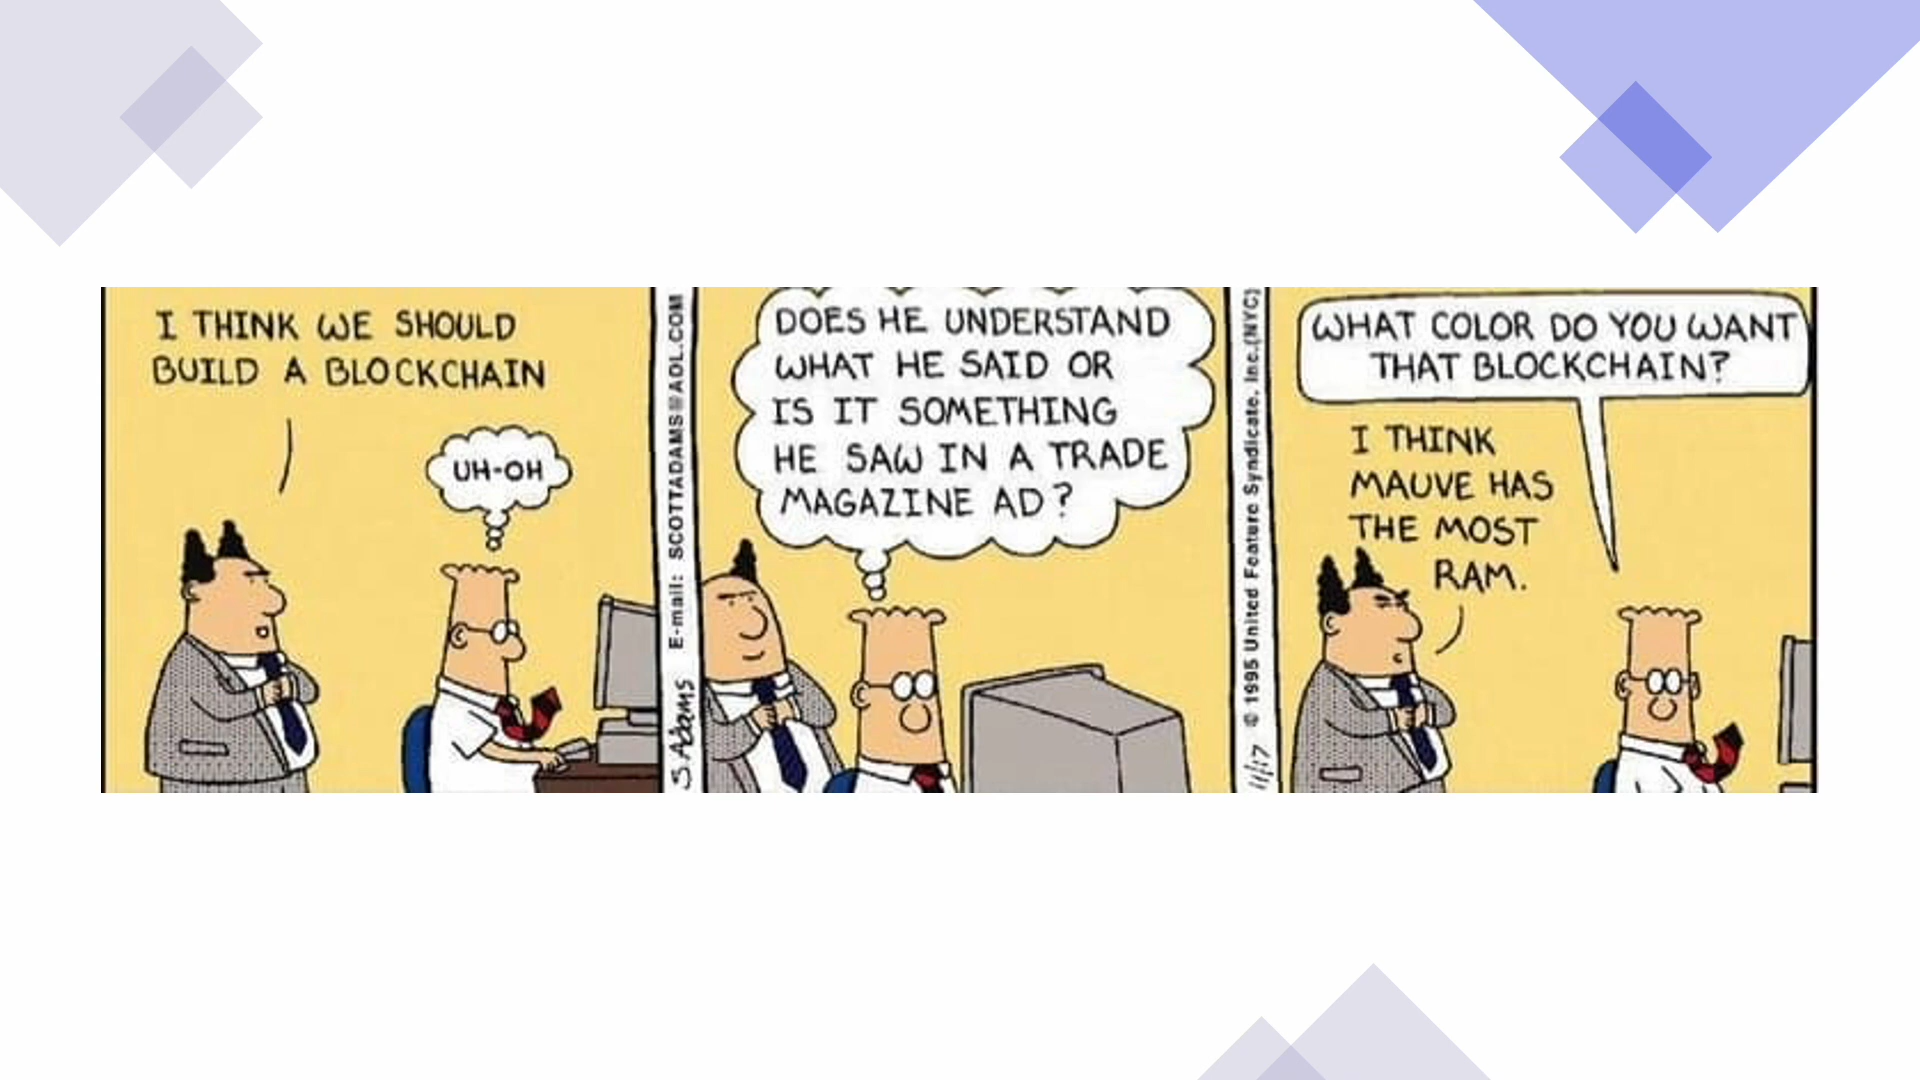 I THINK WE SHOULD
BUILD A BLOCKCHAIN
UH-OH
S.Adams E-mail: SCOTTADAMS@AOL.COM
DOES HE UNDERSTAND
WHAT HE SAID OR
IS IT SOMETHING
HE SAW IN A TRADE
MAGAZINE AD?
11/17 © 1995 United Feature Syndicate, Inc.(NYC)
WHAT COLOR DO YOU WANT
THAT BLOCKCHAIN?
I THINK
MAUVE HAS
THE MOST
RAM.